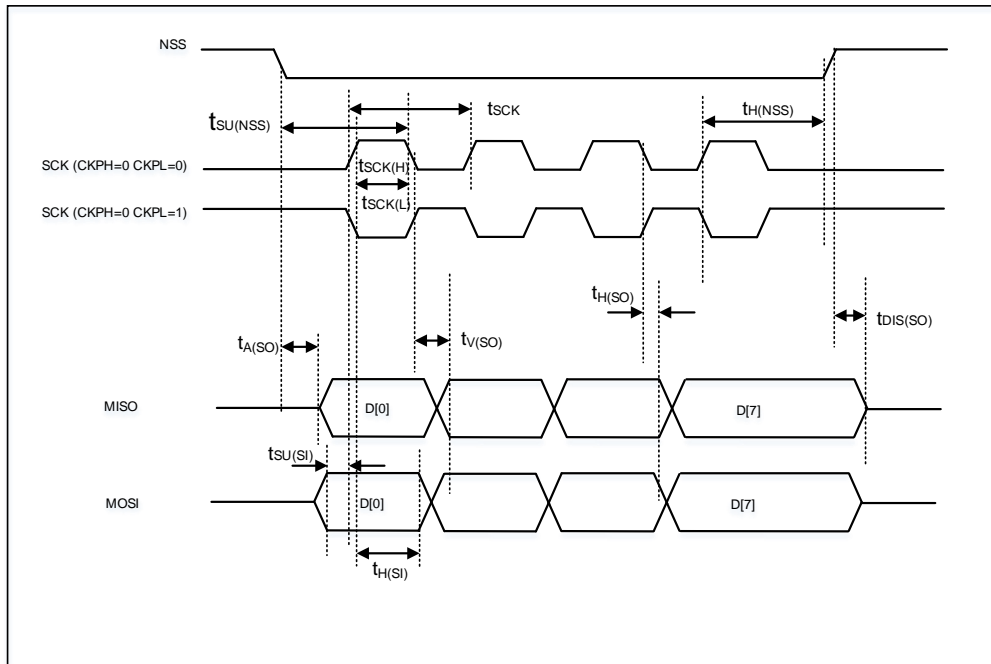 NSS
tSCK
tH(NSS)
tSU(NSS)
SCK (CKPH=0 CKPL=0)
tSCK(H)
tSCK(L)
SCK (CKPH=0 CKPL=1)
tH(SO)
tV(SO)
tDIS(SO)
tA(SO)
MISO
D[0]
D[7]
tSU(SI)
MOSI
D[0]
D[7]
tH(SI)